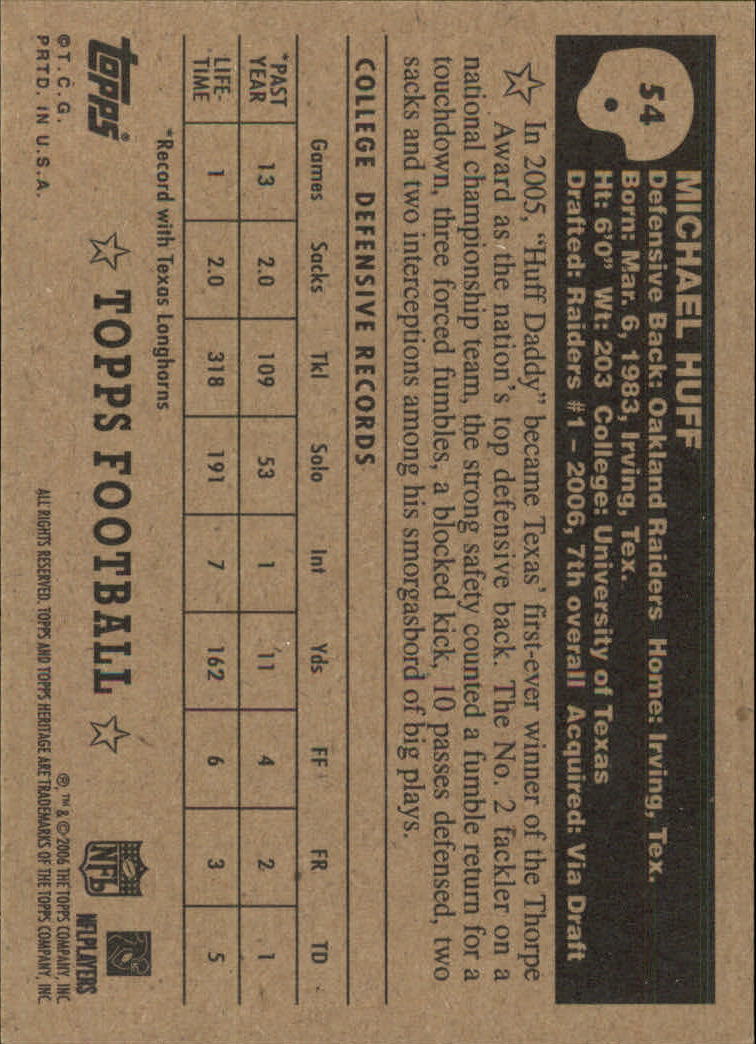 54
MICHAEL HUFF
Defensive Back: Oakland Raiders Home: Irving, Tex.
Born: Mar. 6, 1983, Irving, Tex.
Ht: 6'0" Wt: 203 College: University of Texas
Drafted: Raiders #1 – 2006, 7th overall Acquired: Via Draft
In 2005, “Huff Daddy” became Texas’ first-ever winner of the Thorpe
Award as the nation’s top defensive back. The No. 2 tackler on a
national championship team, the strong safety counted a fumble return for a
touchdown, three forced fumbles, a blocked kick, 10 passes defensed, two
sacks and two interceptions among his smorgasbord of big plays.
COLLEGE DEFENSIVE RECORDS
Games Sacks Tkl Solo Int Yds FF FR TD
*PAST YEAR 13 2.0 109 53 1 11 4 2 1
LIFE-TIME 1 2.0 318 191 7 162 6 3 5
*Record with Texas Longhorns
topps®
☆ TOPPS FOOTBALL ☆
NFL
NFLPLAYERS
© T. C. G.
PRTD. IN U.S.A.
®, ™ & © 2006 THE TOPPS COMPANY, INC.
ALL RIGHTS RESERVED. TOPPS AND TOPPS HERITAGE ARE TRADEMARKS OF THE TOPPS COMPANY, INC.